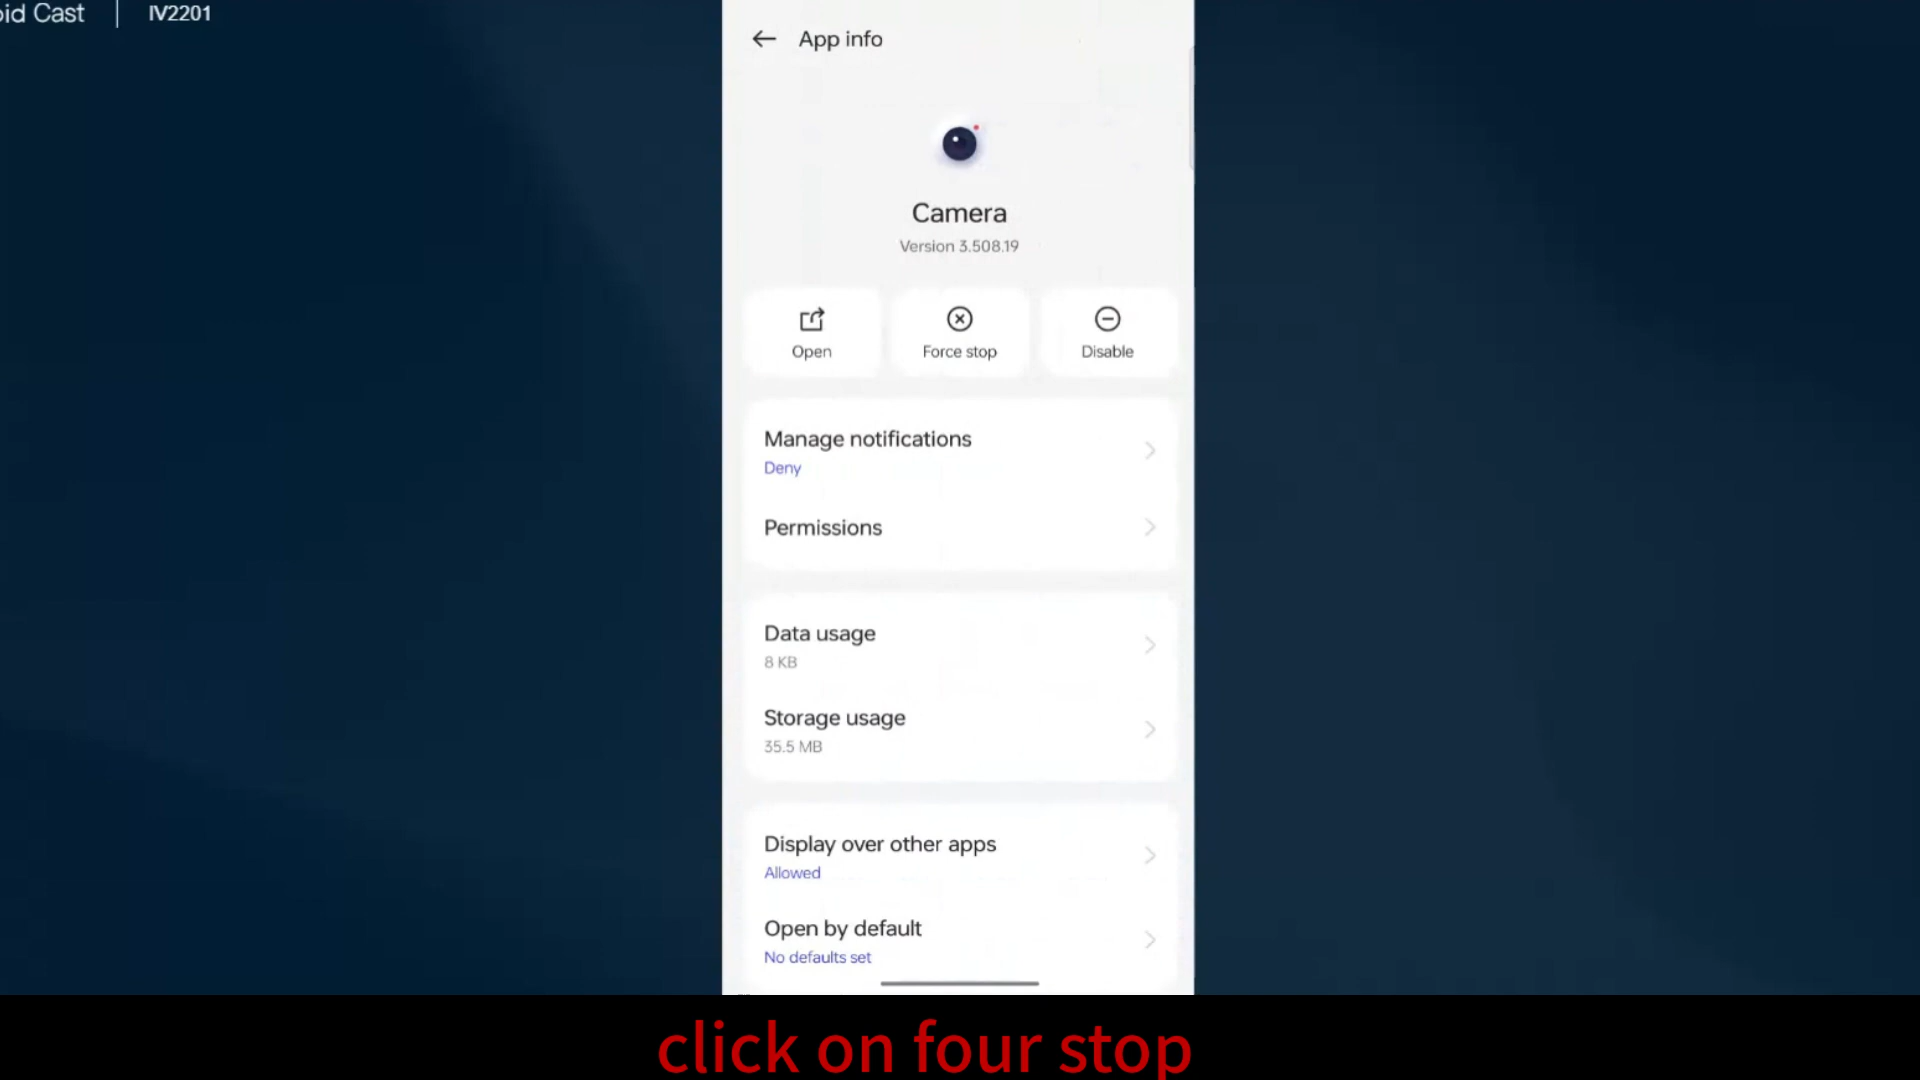 oid Cast | IV2201
App info
Camera
Version 3.508.19
Open
Force stop
Disable
Manage notifications
Deny
Permissions
Data usage
8 KB
Storage usage
35.5 MB
Display over other apps
Allowed
Open by default
No defaults set
click on four stop